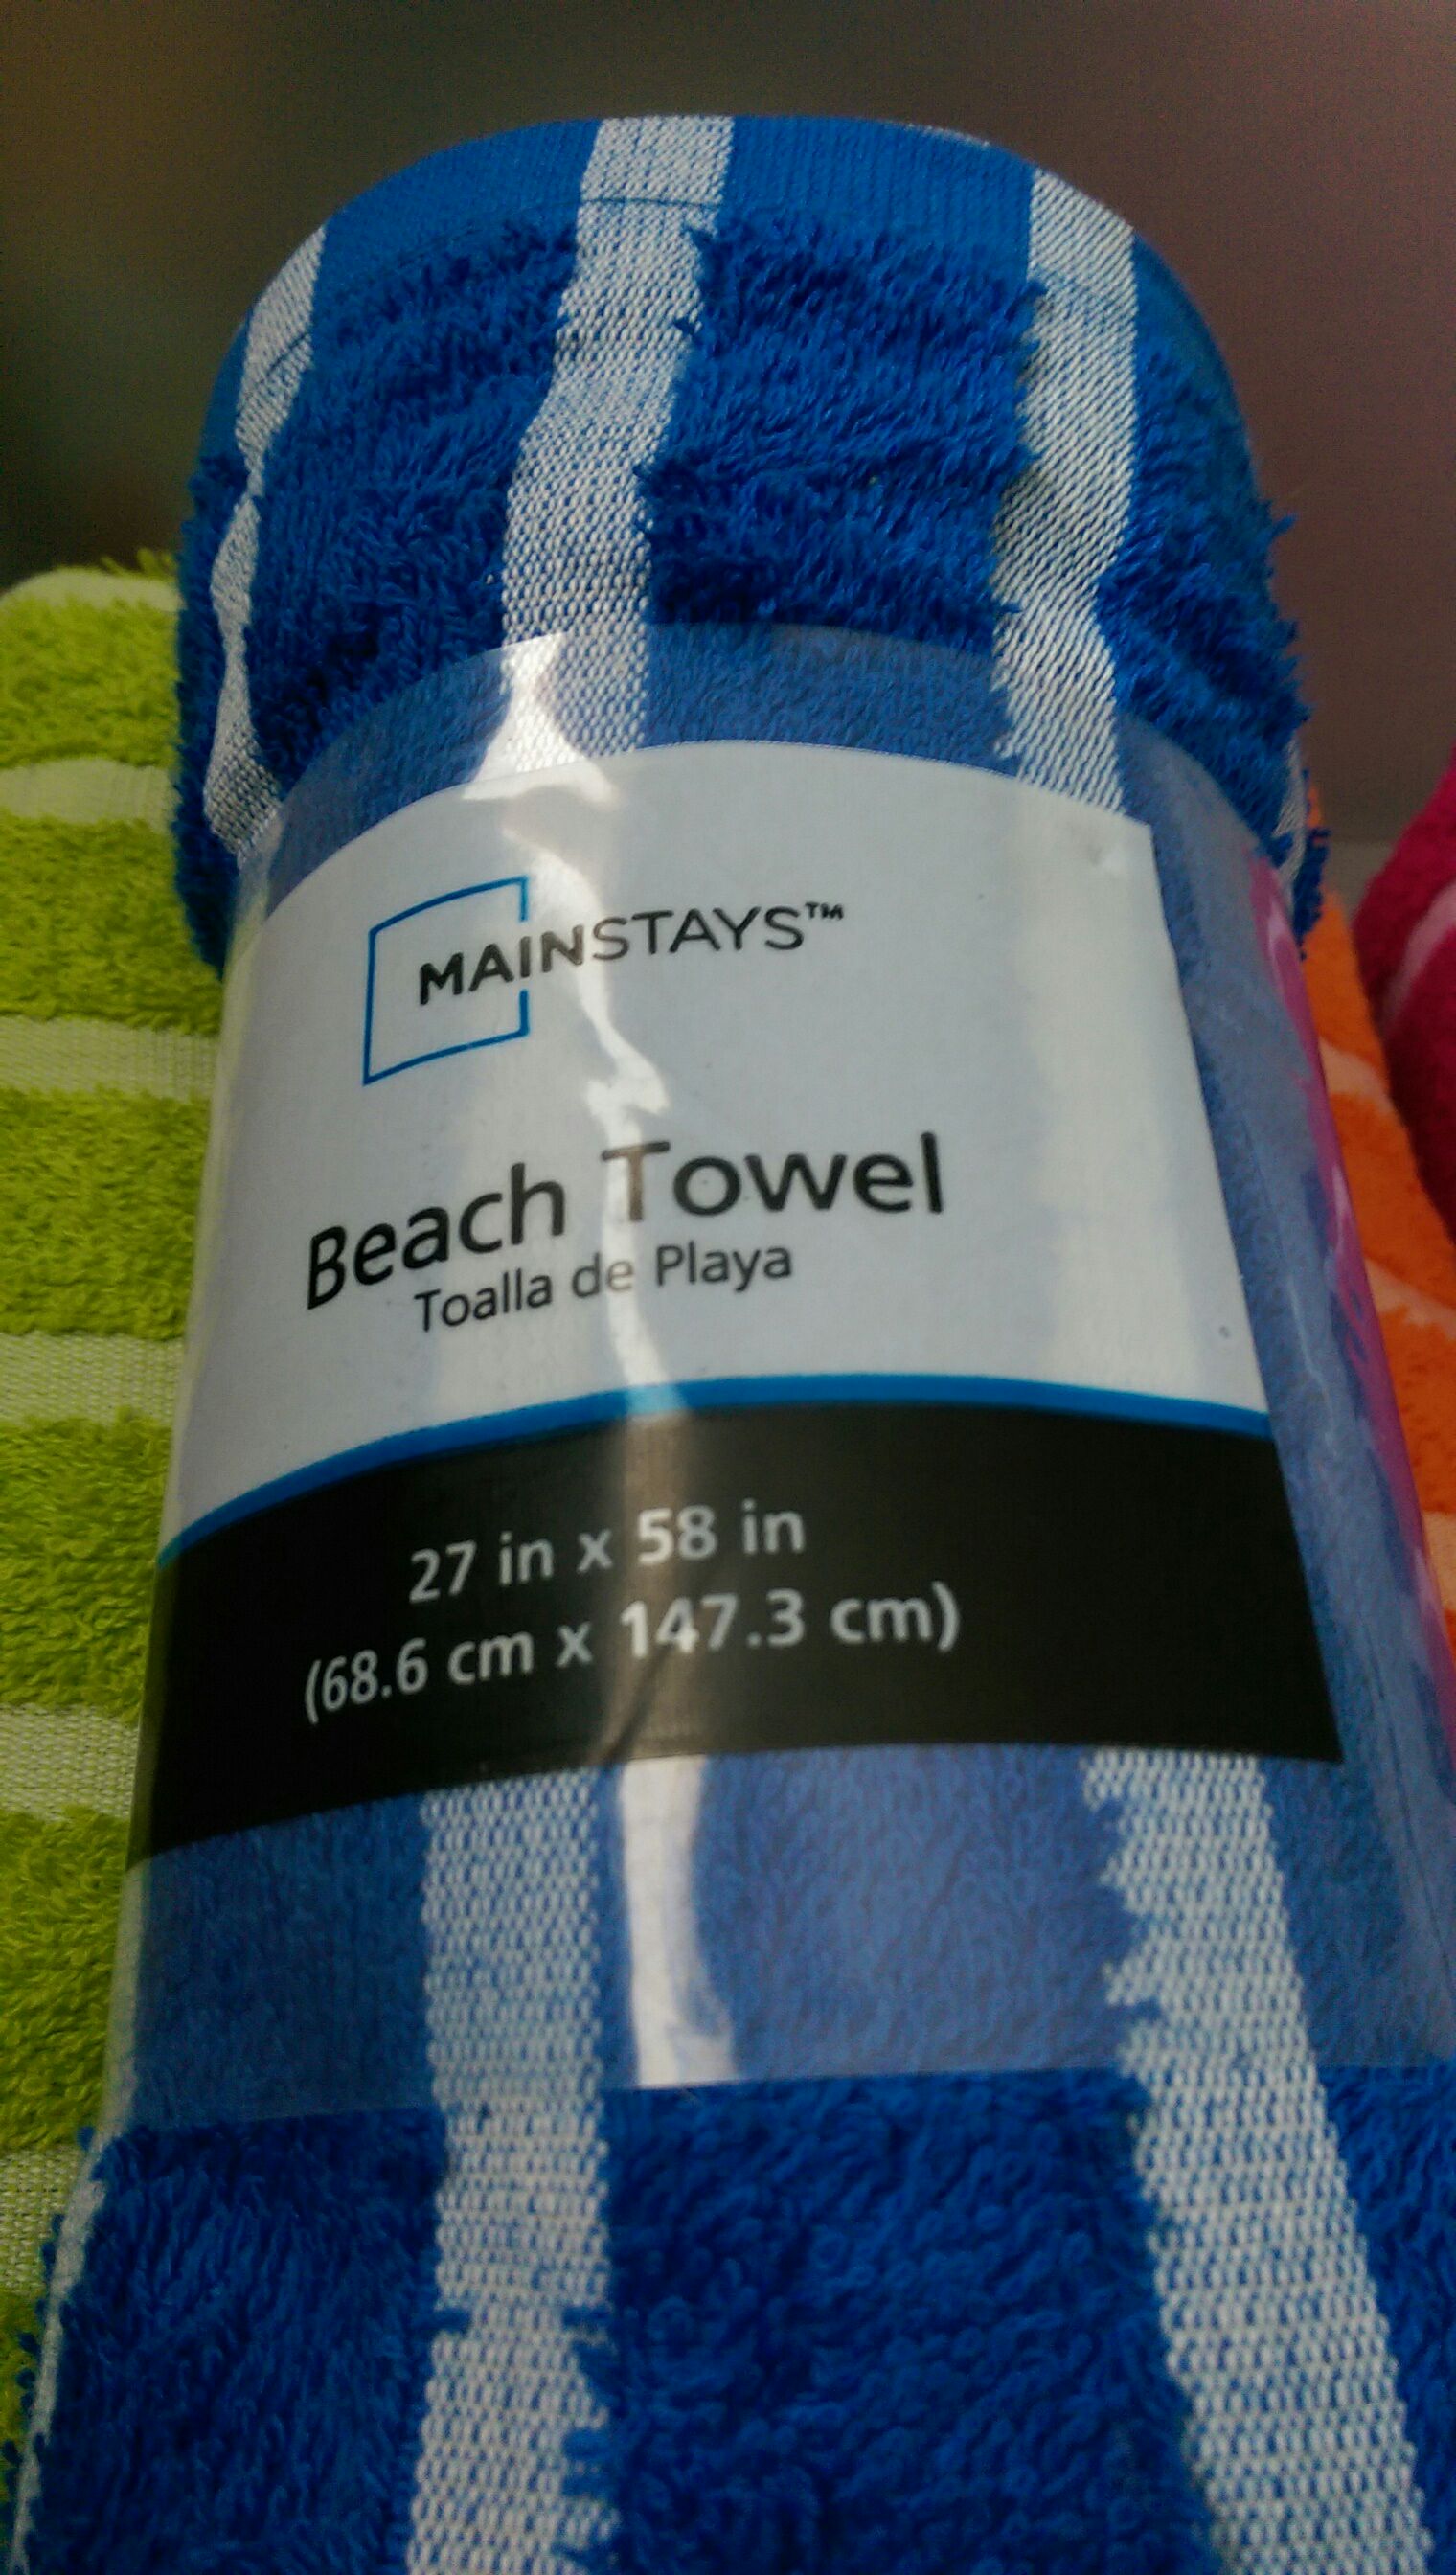 MAINSTAYS™
Beach Towel
Toalla de Playa
27 in x 58 in
(68.6 cm x 147.3 cm)